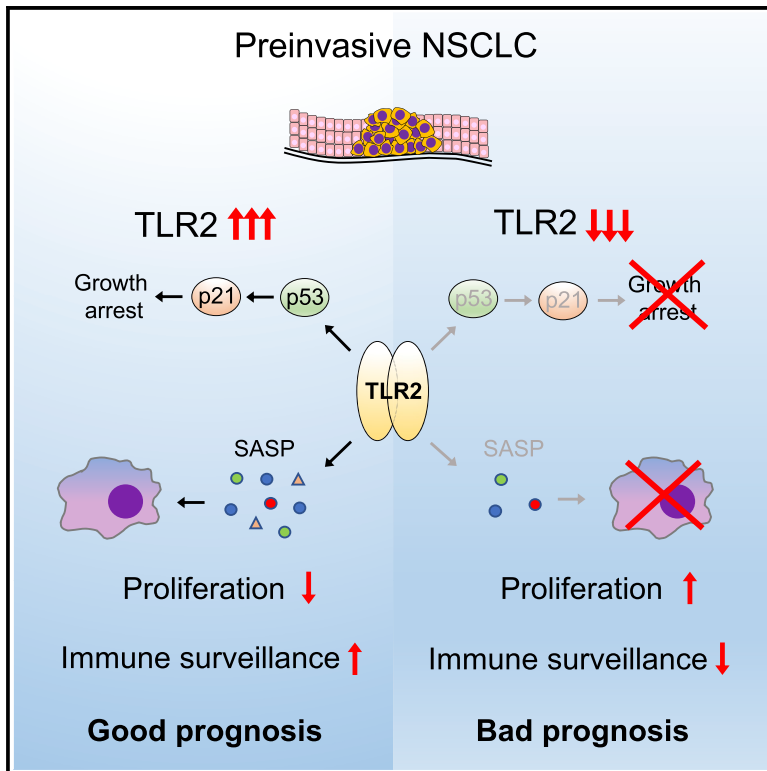 Preinvasive NSCLC
TLR2
TLR2
Growth
arrest
p21
p53
p53
p21
Growth
arrest
TLR2
SASP
SASP
Proliferation
Proliferation
Immune surveillance
Immune surveillance
Good prognosis
Bad prognosis